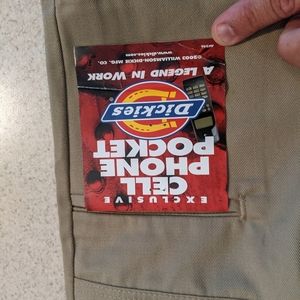 EXCLUSIVE
CELL
PHONE
POCKET
Dickies
A LEGEND IN WORK
www.dickies.com
©2003 WILLIAMSON-DICKIE MFG. CO.